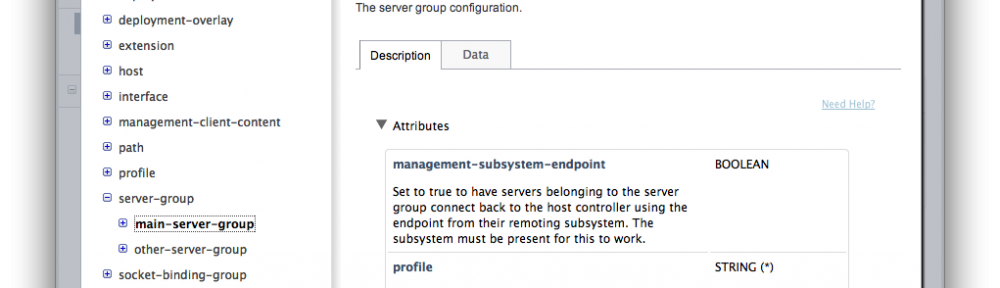 deployment-overlay
extension
host
interface
management-client-content
path
profile
server-group
main-server-group
other-server-group
socket-binding-group
The server group configuration.
Description
Data
Need Help?
Attributes
management-subsystem-endpoint BOOLEAN
Set to true to have servers belonging to the server
group connect back to the host controller using the
endpoint from their remoting subsystem. The
subsystem must be present for this to work.
profile STRING (*)